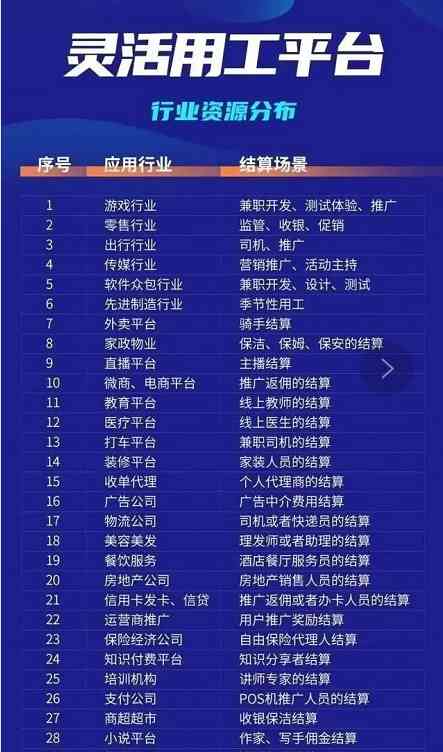 灵活用工平台
行业资源分布
序号 应用行业 结算场景
1 游戏行业 兼职开发、测试体验、推广
2 零售行业 监管、收银、促销
3 出行行业 司机、推广
4 传媒行业 营销推广、活动主持
5 软件众包行业 兼职开发、设计、测试
6 先进制造行业 季节性用工
7 外卖平台 骑手结算
8 家政物业 保洁、保姆、保安的结算
9 直播平台 主播结算
10 微商、电商平台 推广返佣的结算
11 教育平台 线上教师的结算
12 医疗平台 线上医生的结算
13 打车平台 兼职司机的结算
14 装修平台 家装人员的结算
15 收单代理 个人代理商的结算
16 广告公司 广告中介费用结算
17 物流公司 司机或者快递员的结算
18 美容美发 理发师或者助理的结算
19 餐饮服务 酒店餐厅服务员的结算
20 房地产公司 房地产销售人员的结算
21 信用卡发卡、信贷 推广返佣或者办卡人员的结算
22 运营商推广 用户推广奖励结算
23 保险经济公司 自由保险代理人结算
24 知识付费平台 知识分享者结算
25 培训机构 讲师专家的结算
26 支付公司 POS机推广人员的结算
27 商超超市 收银保洁结算
28 小说平台 作家、写手佣金结算